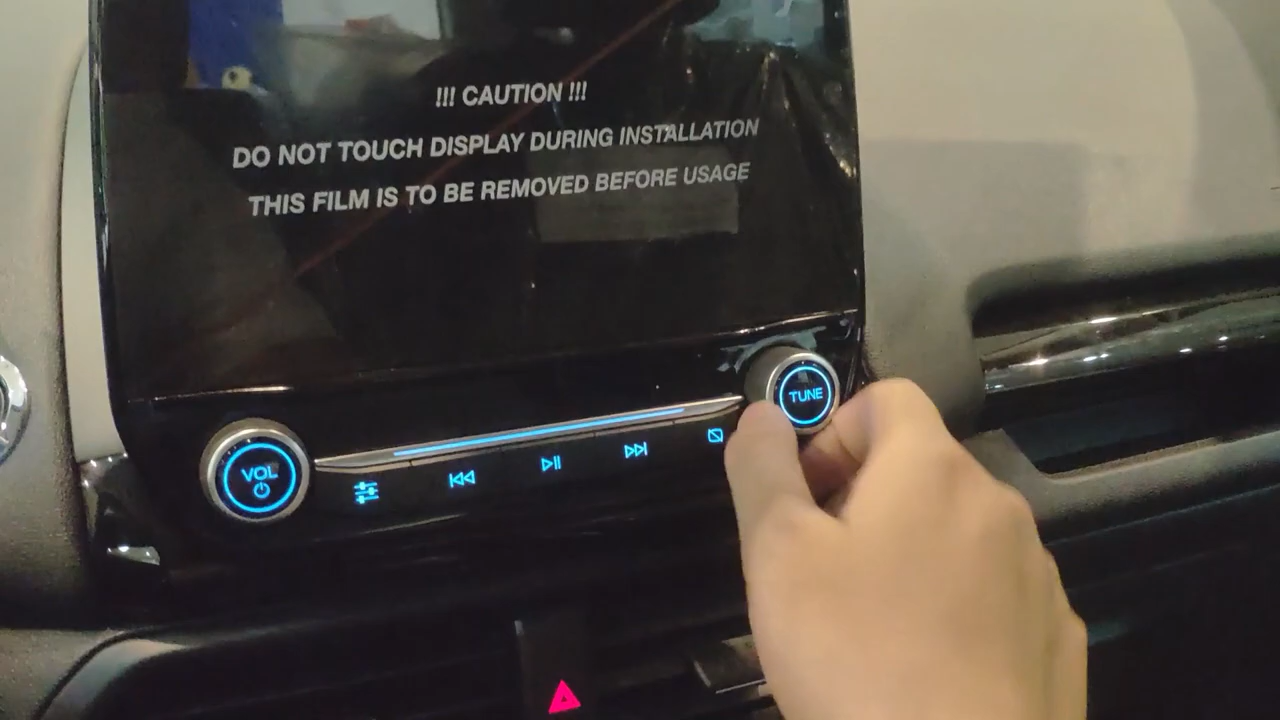 !!! CAUTION !!!
DO NOT TOUCH DISPLAY DURING INSTALLATION
THIS FILM IS TO BE REMOVED BEFORE USAGE
TUNE
VOL